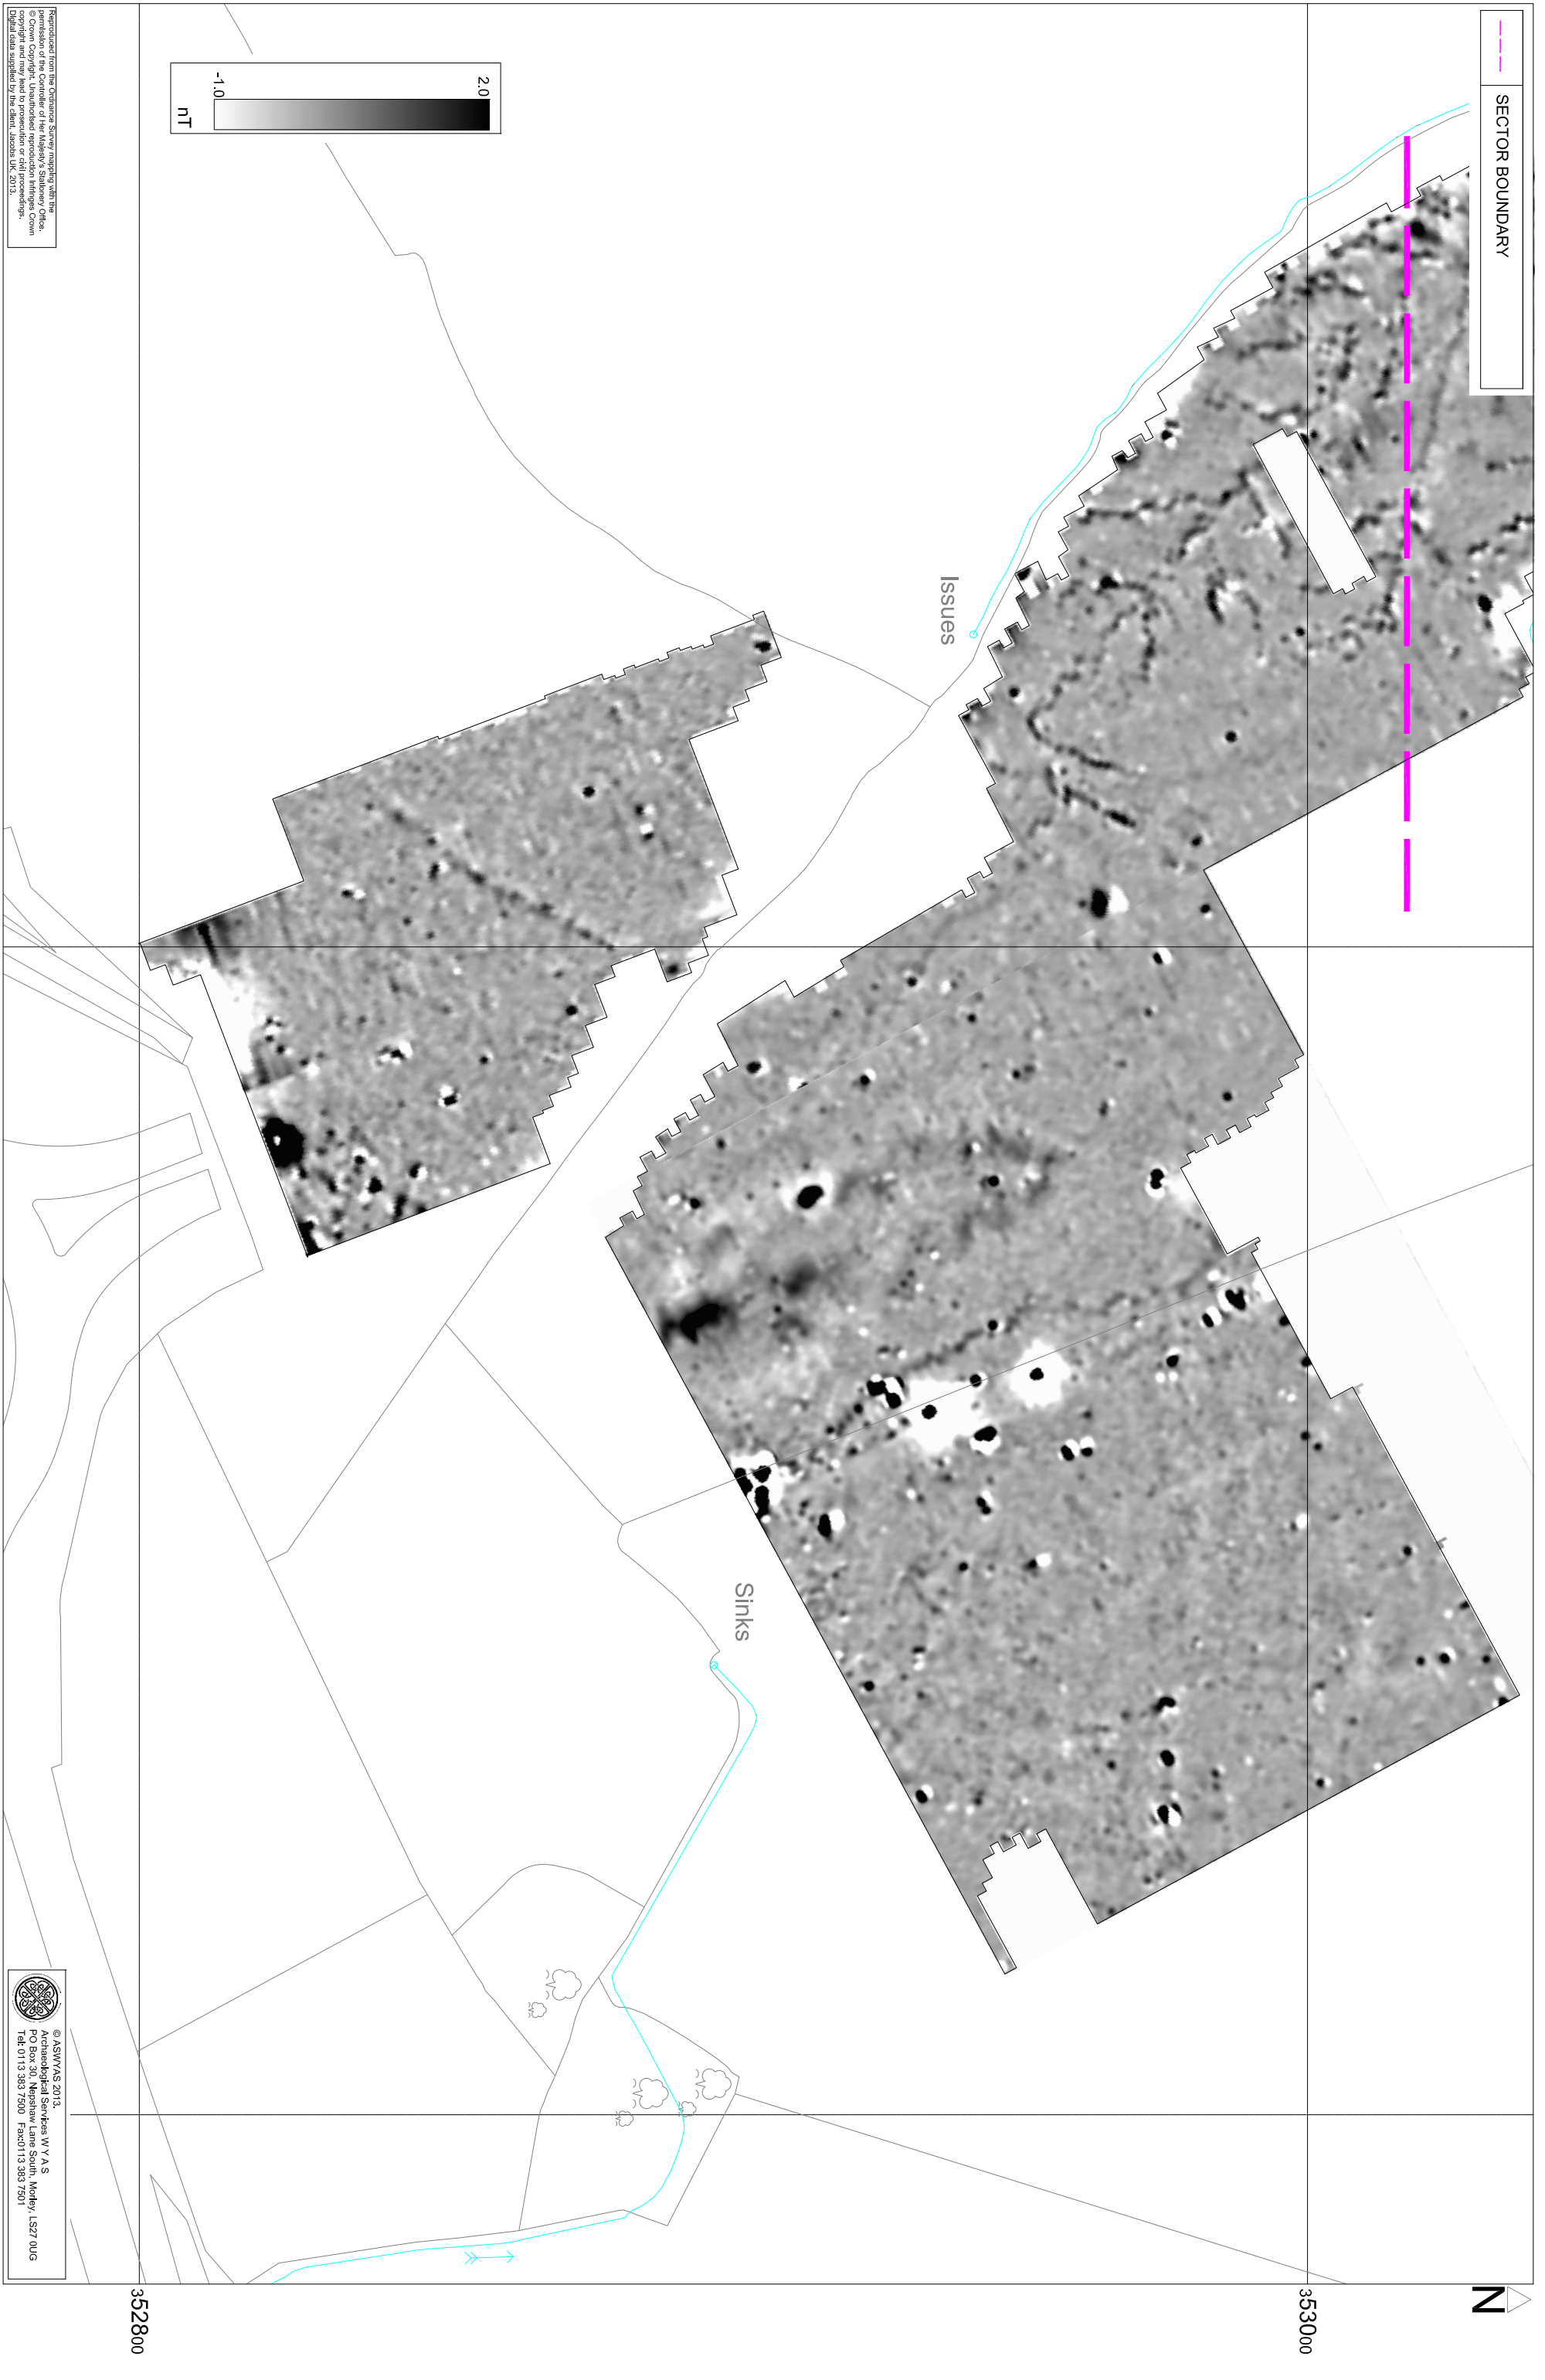 SECTOR BOUNDARY
2.0
-1.0
nT
Reproduced from the Ordnance Survey mapping with the
permission of the Controller of Her Majesty's Stationery Office.
© Crown Copyright. Unauthorised reproduction infringes Crown
copyright and may lead to prosecution or civil proceedings.
Digital data supplied by the client, Jacobs UK, 2013.
Issues
Sinks
N
353000
352800
© ASWYAS 2013.
Archaeological Services W Y A S
PO Box 30, Nepshaw Lane South, Morley, LS27 0UG
Tel: 0113 383 7500 Fax:0113 383 7501